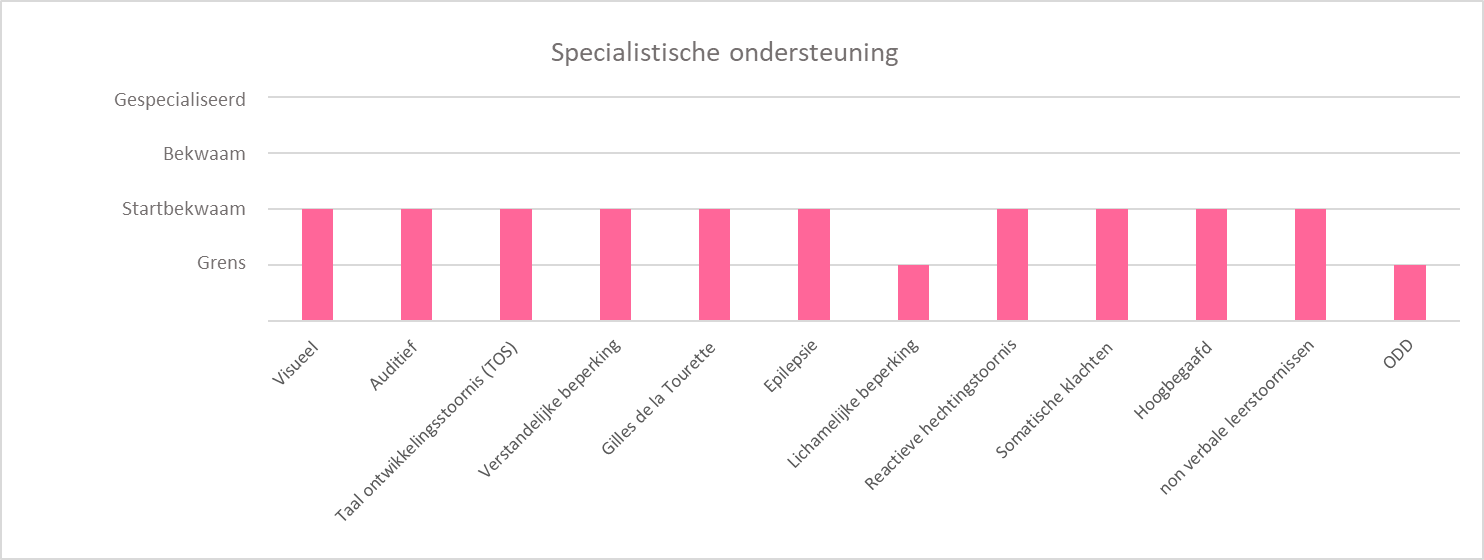 Specialistische ondersteuning
Gespecialiseerd
Bekwaam
Startbekwaam
Grens
Visueel
Auditief
Taal ontwikkelingsstoornis (TOS)
Verstandelijke beperking
Gilles de la Tourette
Epilepsie
Lichamelijke beperking
Reactieve hechtingstoornis
Somatische klachten
Hoogbegaafd
non verbale leerstoornissen
ODD